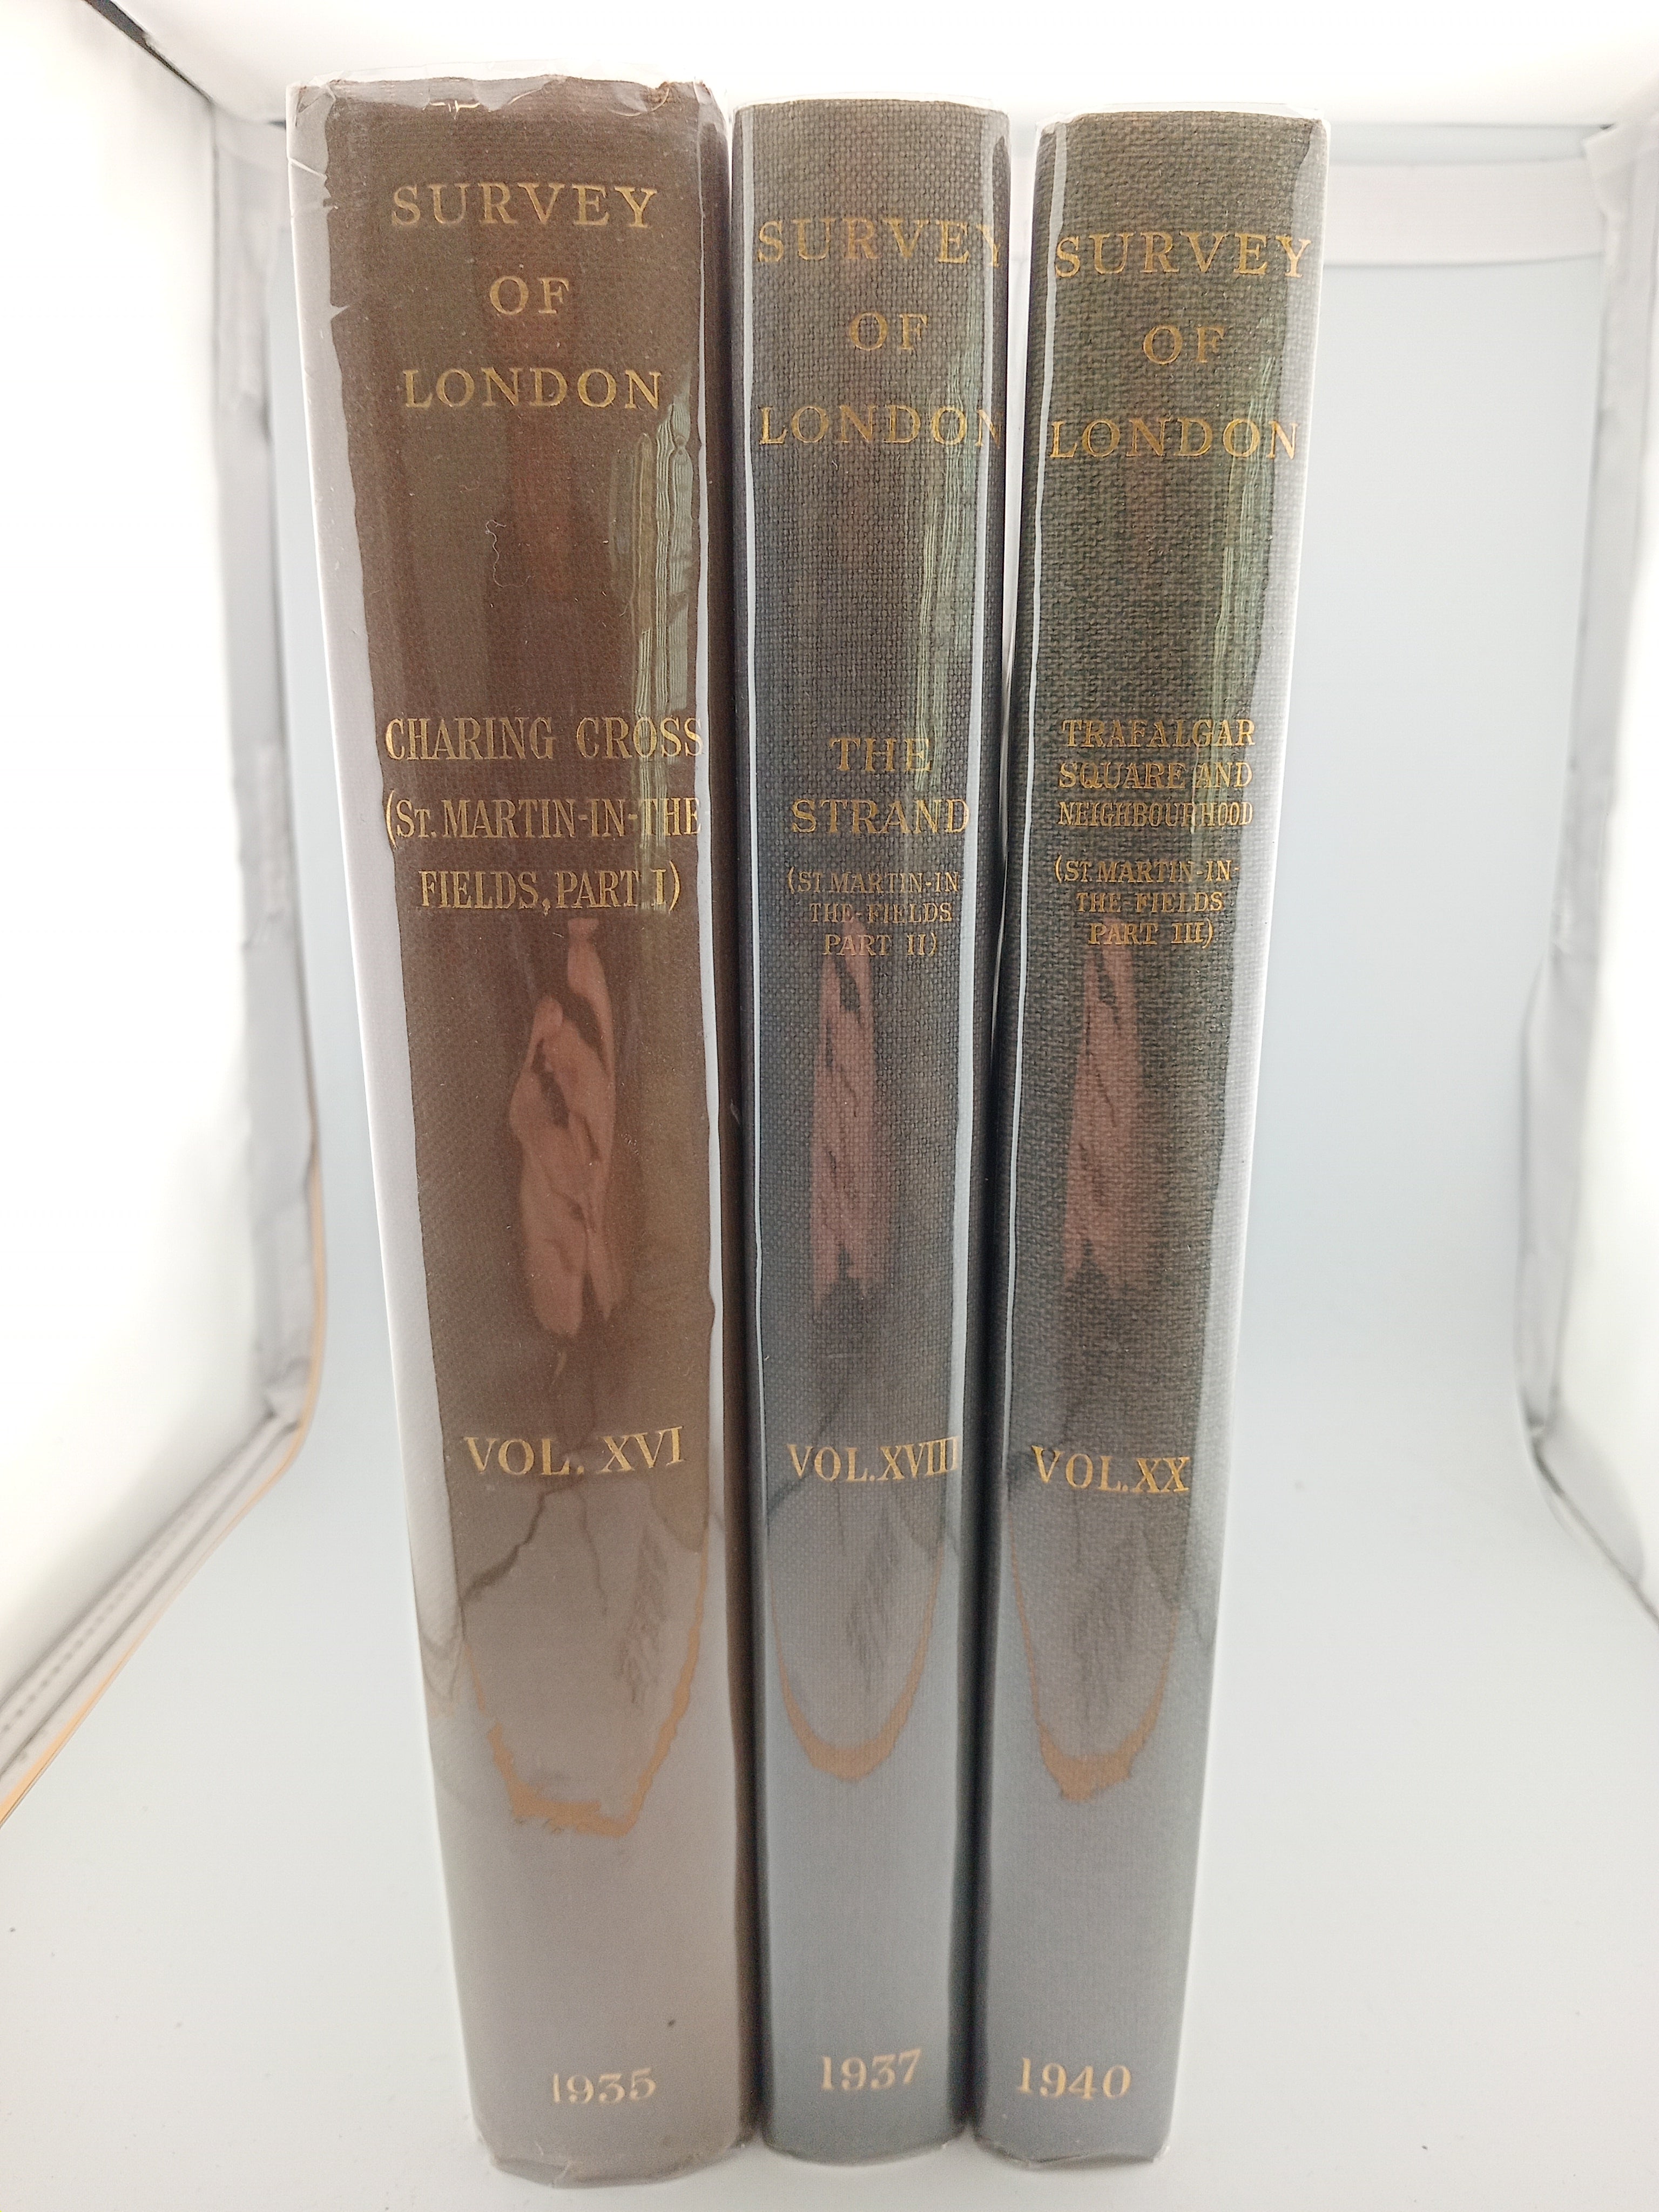 SURVEY
OF
LONDON
CHARING CROSS
(ST. MARTIN-IN-THE
FIELDS, PART I)
VOL. XVI
1935
SURVEY
OF
LONDON
THE
STRAND
(ST MARTIN-IN-
THE-FIELDS
PART II)
VOL. XVIII
1937
SURVEY
OF
LONDON
TRAFALGAR
SQUARE AND
NEIGHBOURHOOD
(ST MARTIN-IN-
THE FIELDS
PART III)
VOL. XX
1940